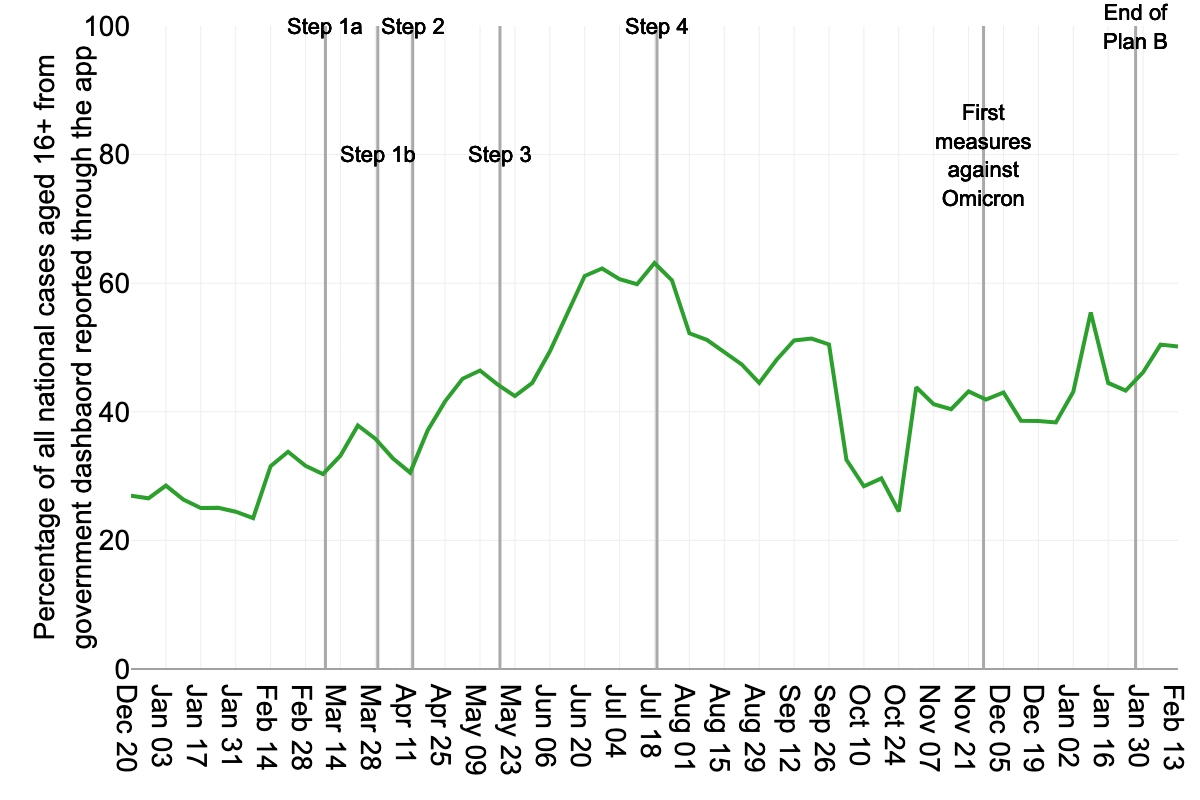 Percentage of all national cases aged 16+ from
government dashbaord reported through the app
100
80
60
40
20
0
Step 1a
Step 2
Step 4
End of
Plan B
Step 1b
Step 3
First
measures
against
Omicron
Dec 20
Jan 03
Jan 17
Jan 31
Feb 14
Feb 28
Mar 14
Mar 28
Apr 11
Apr 25
May 09
May 23
Jun 06
Jun 20
Jul 04
Jul 18
Aug 01
Aug 15
Aug 29
Sep 12
Sep 26
Oct 10
Oct 24
Nov 07
Nov 21
Dec 05
Dec 19
Jan 02
Jan 16
Jan 30
Feb 13